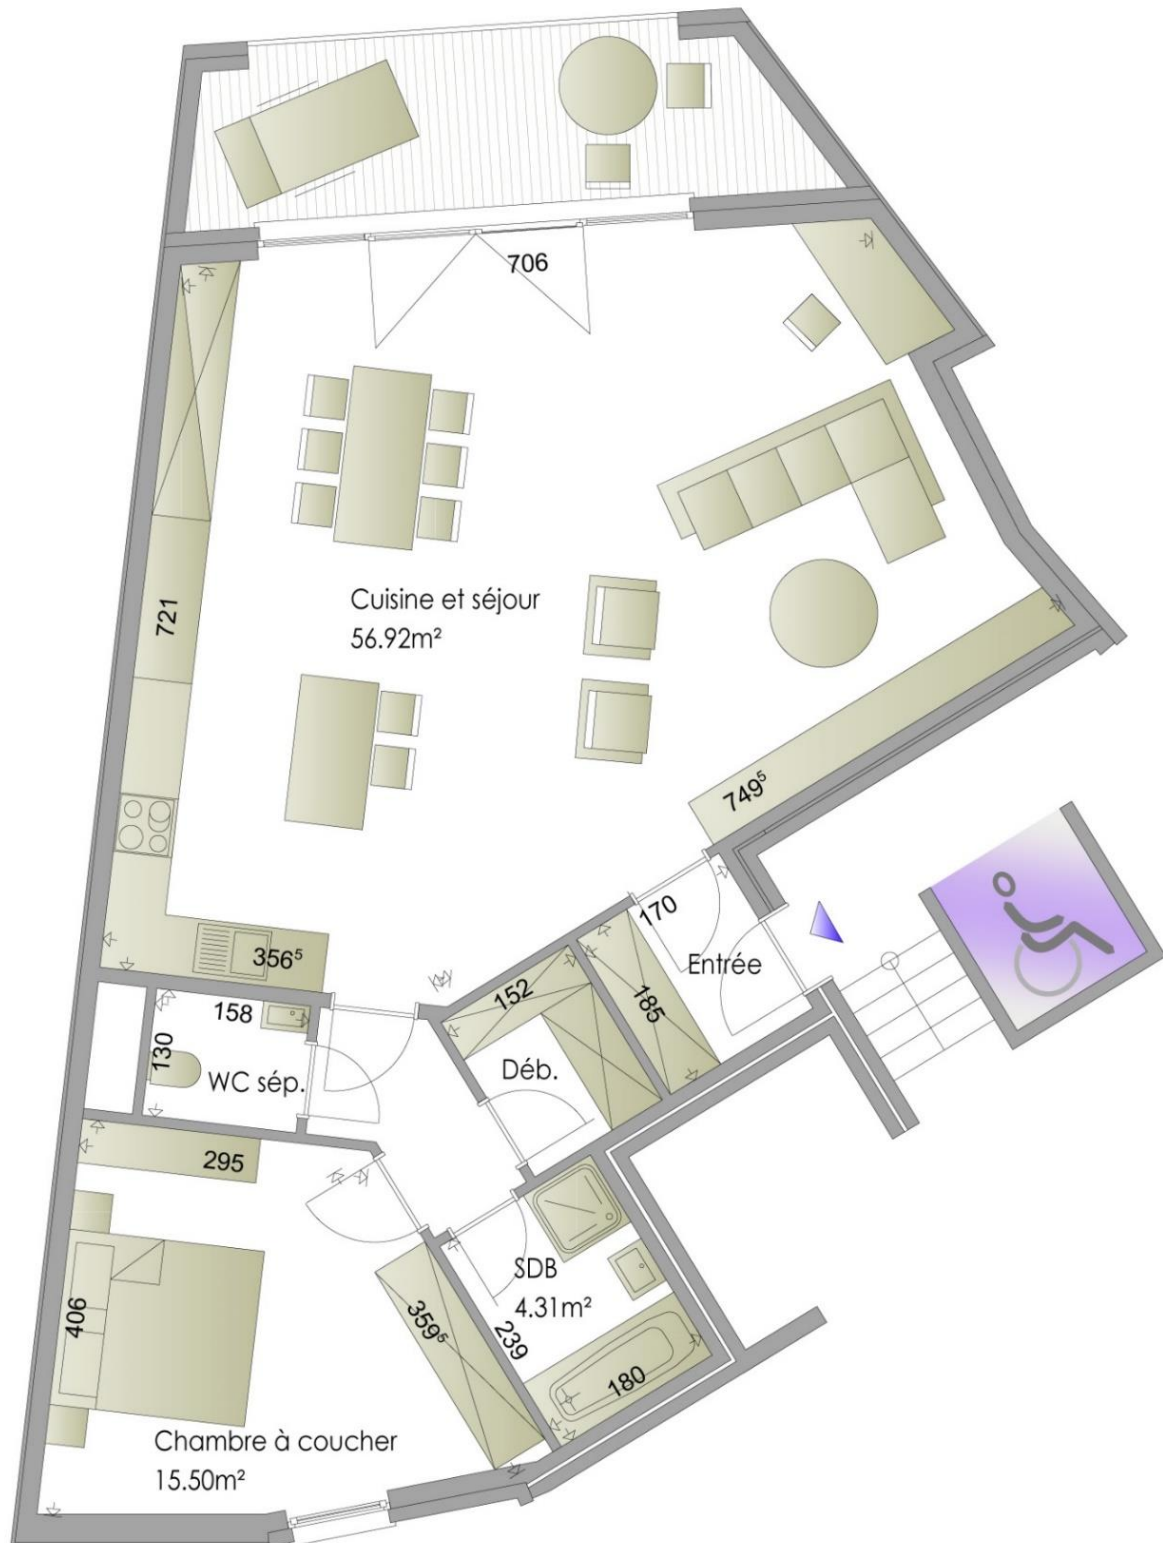 706
721
Cuisine et séjour
56.92m²
749⁵
170
Entrée
356⁵
152
185
158
130
WC sép.
Déb.
295
SDB
4.31m²
406
359⁵
239
180
Chambre à coucher
15.50m²